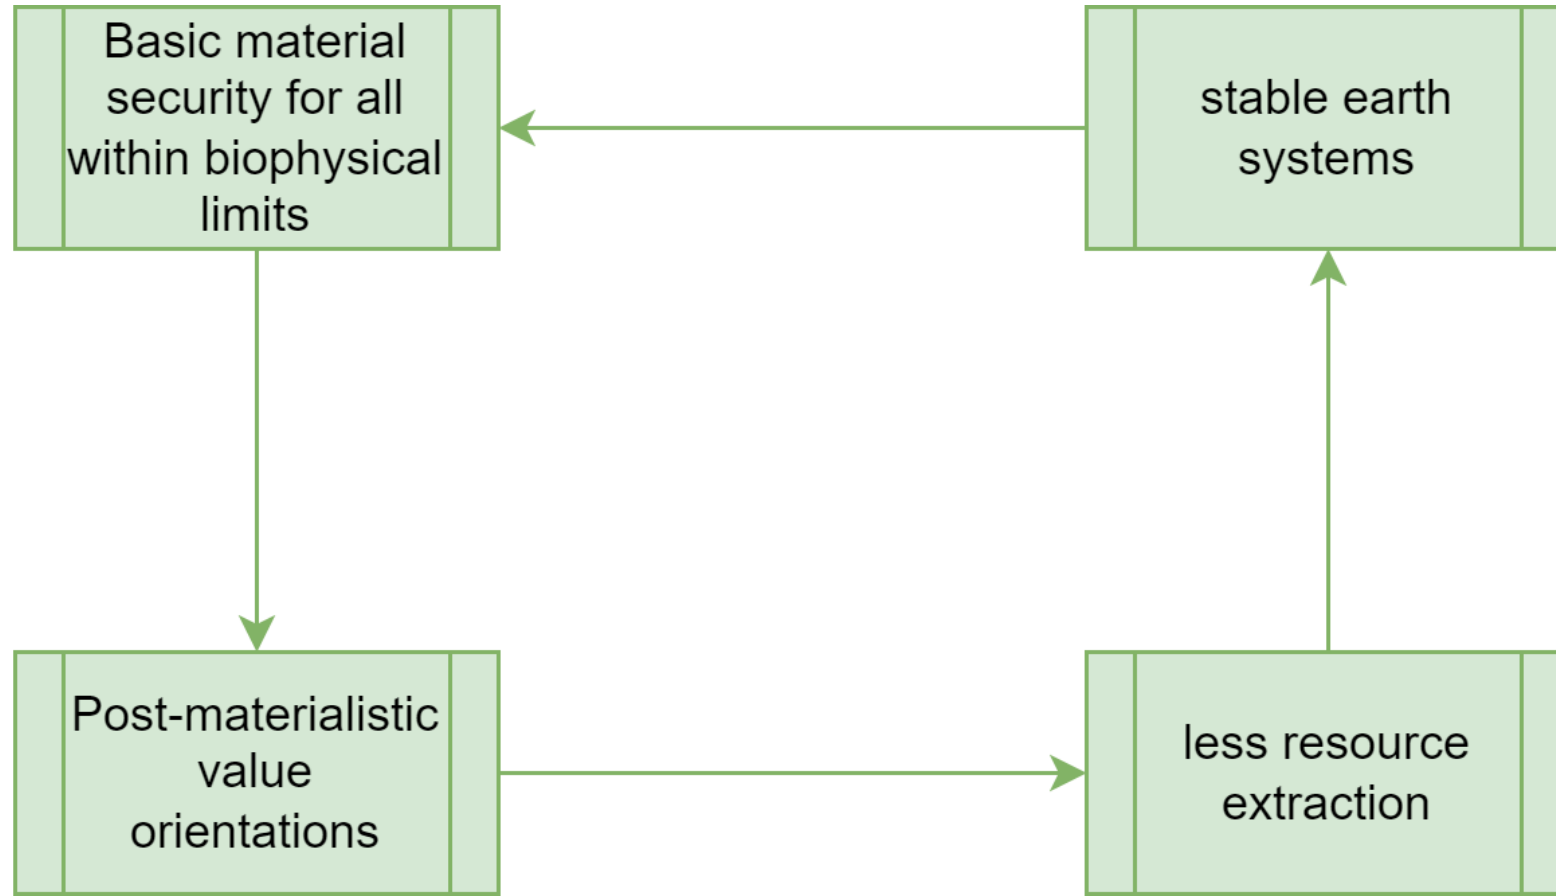 Basic material
security for all
within biophysical
limits
stable earth
systems
Post-materialistic
value
orientations
less resource
extraction